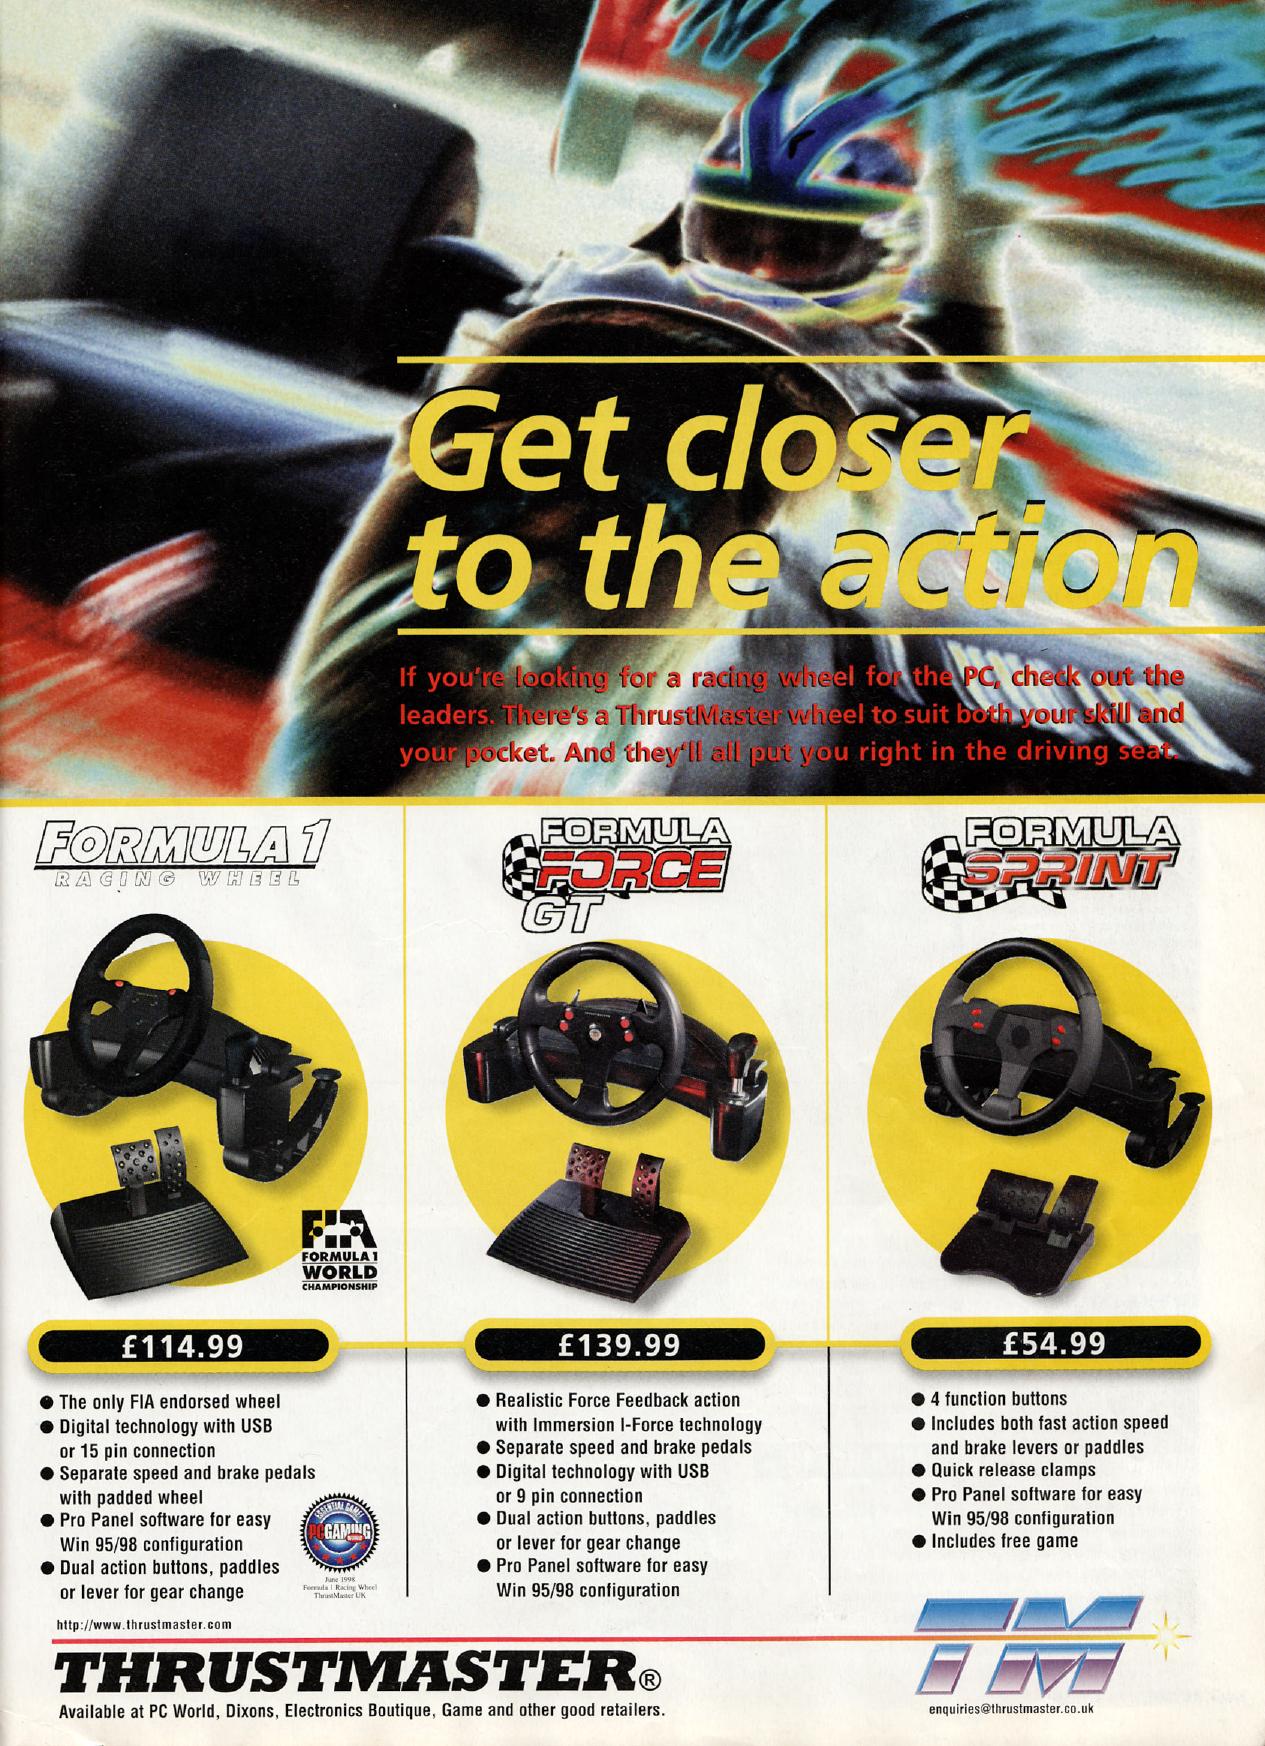 Get closer
to the action
If you're looking for a racing wheel for the PC, check out the
leaders. There's a ThrustMaster wheel to suit both your skill and
your pocket. And they'll all put you right in the driving seat.
FORMULA 1
RACING WHEEL
FIA
FORMULA 1
WORLD
CHAMPIONSHIP
£114.99
● The only FIA endorsed wheel
● Digital technology with USB
or 15 pin connection
● Separate speed and brake pedals
with padded wheel
● Pro Panel software for easy
Win 95/98 configuration
● Dual action buttons, paddles
or lever for gear change
ESSENTIAL GAMES
PC GAMING
June 1998
Formula 1 Racing Wheel
ThrustMaster UK
FORMULA
FORCE
GT
£139.99
● Realistic Force Feedback action
with Immersion I-Force technology
● Separate speed and brake pedals
● Digital technology with USB
or 9 pin connection
● Dual action buttons, paddles
or lever for gear change
● Pro Panel software for easy
Win 95/98 configuration
FORMULA
SPRINT
£54.99
● 4 function buttons
● Includes both fast action speed
and brake levers or paddles
● Quick release clamps
● Pro Panel software for easy
Win 95/98 configuration
● Includes free game
http://www.thrustmaster.com
THRUSTMASTER®
Available at PC World, Dixons, Electronics Boutique, Game and other good retailers.
TM
enquiries@thrustmaster.co.uk